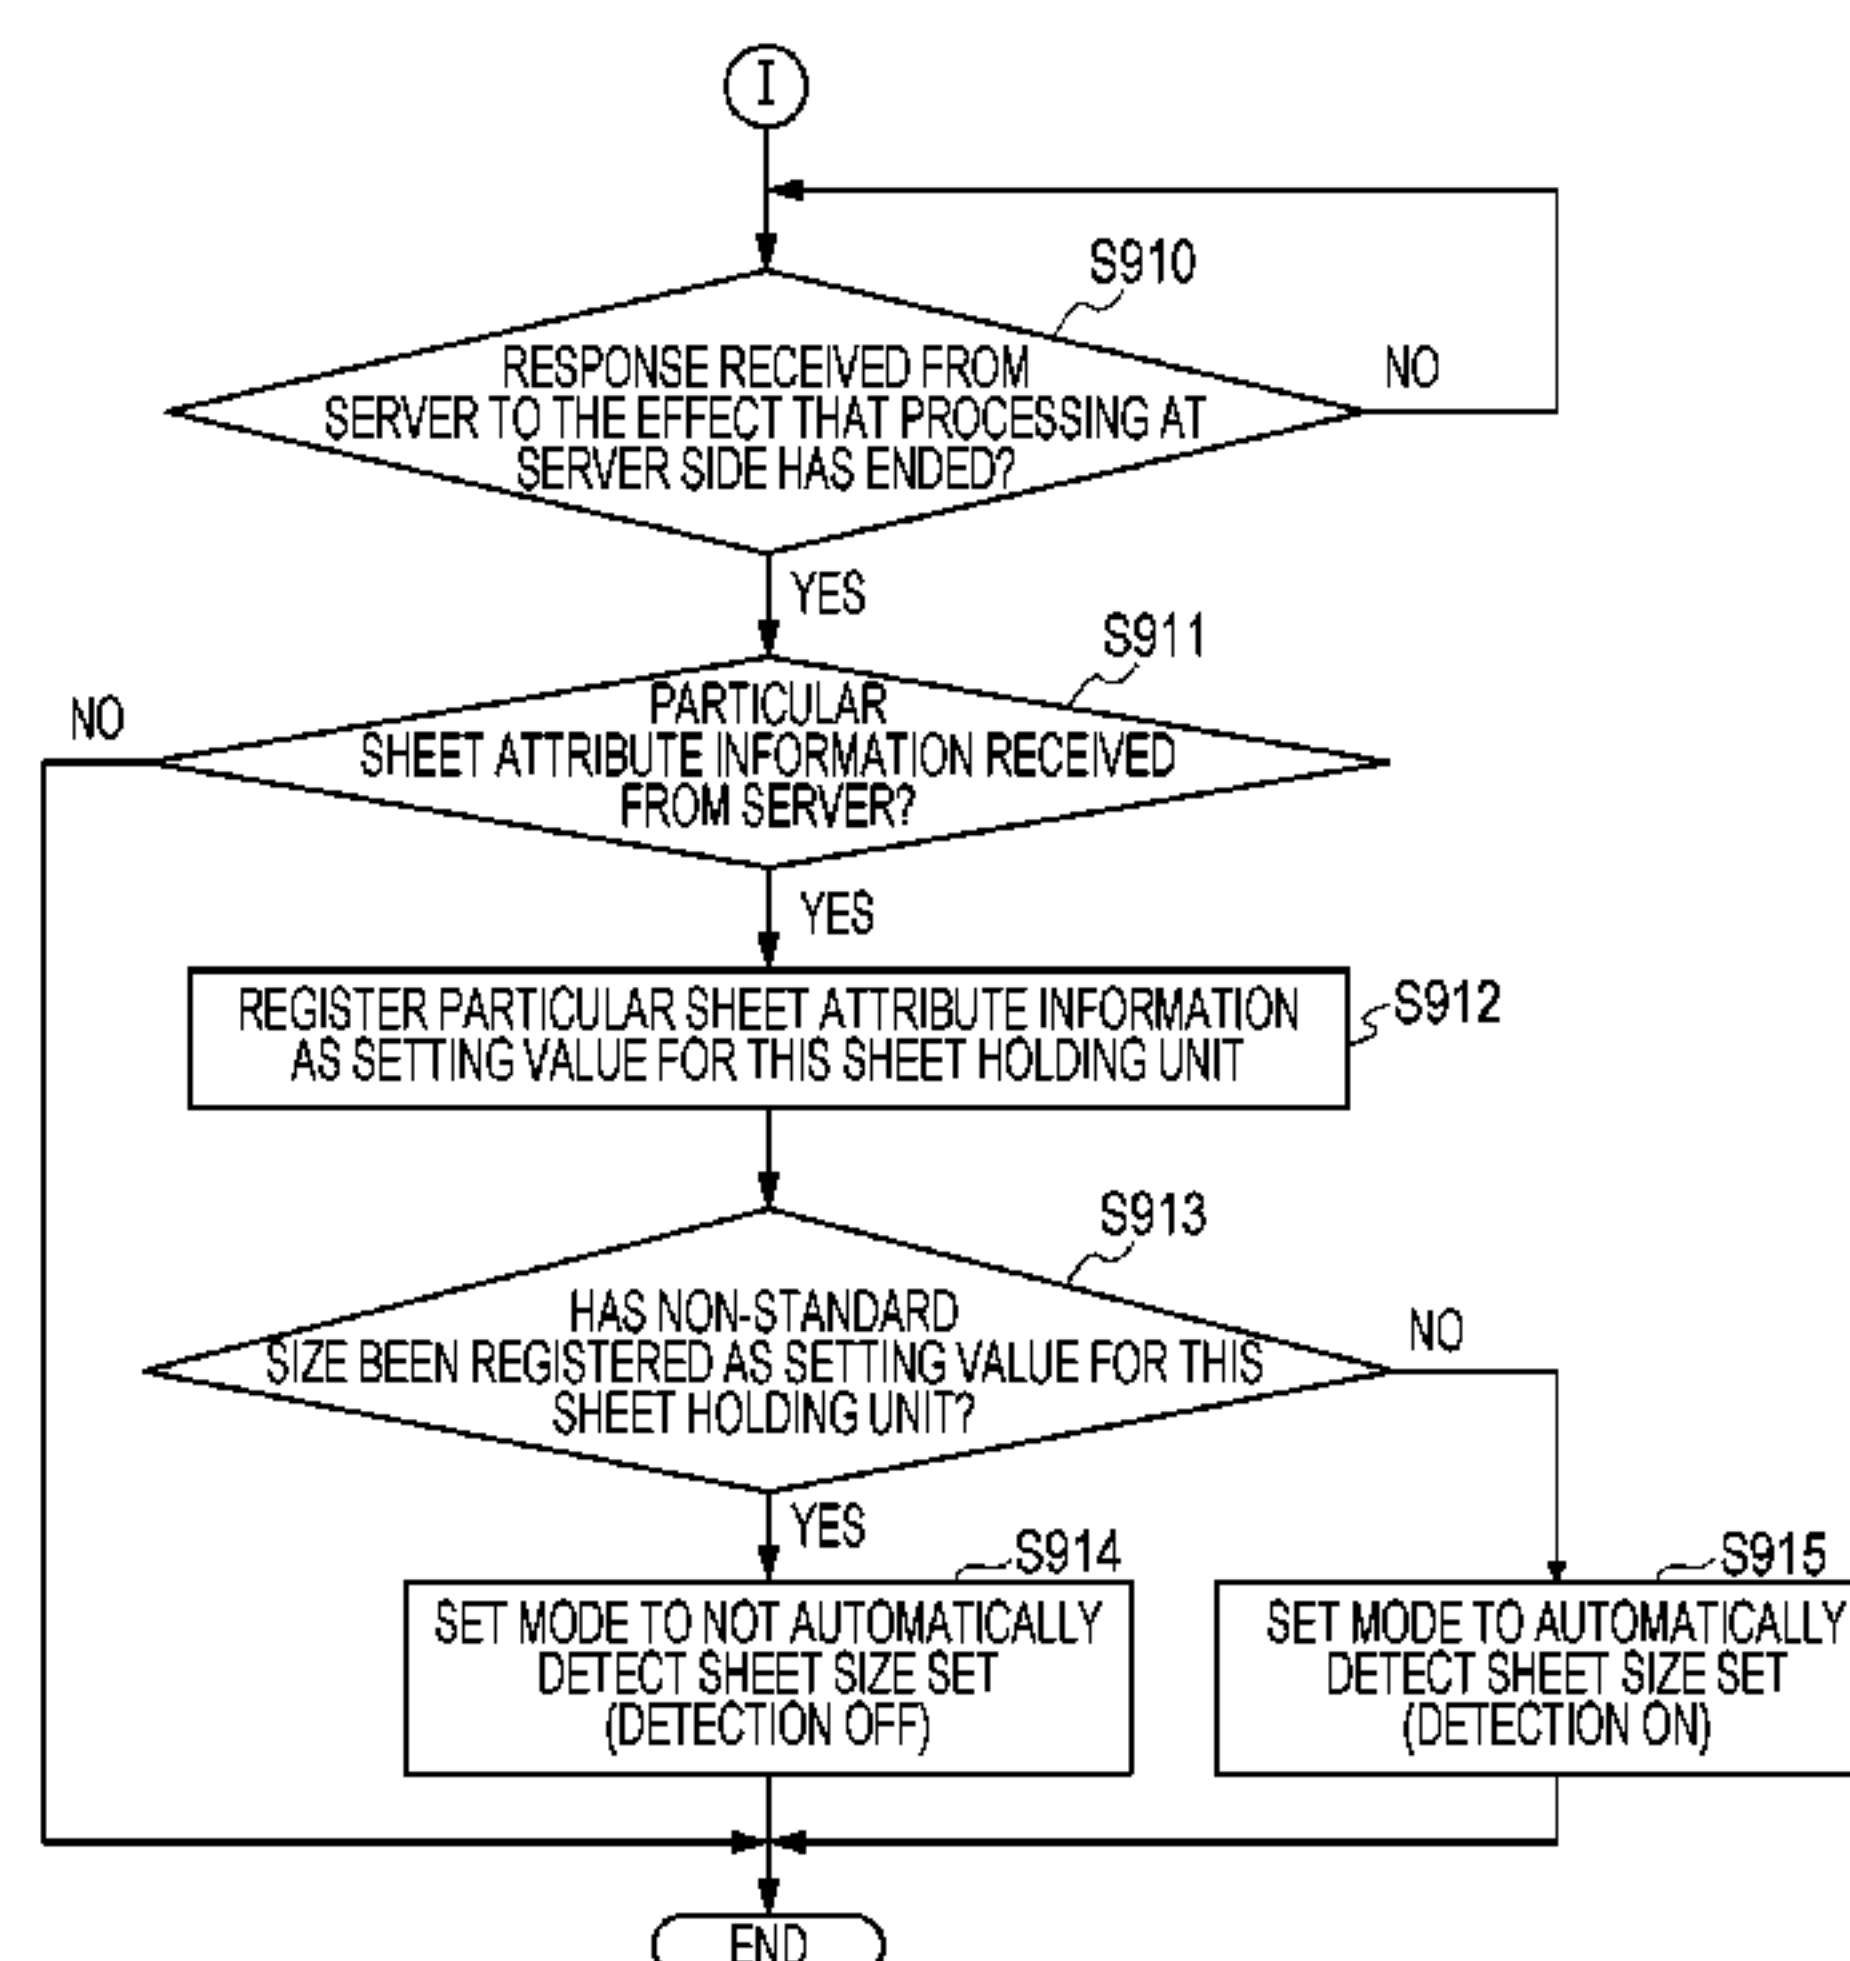 I
S910
RESPONSE RECEIVED FROM
SERVER TO THE EFFECT THAT PROCESSING AT
SERVER SIDE HAS ENDED?
NO
YES
S911
NO
PARTICULAR
SHEET ATTRIBUTE INFORMATION RECEIVED
FROM SERVER?
YES
REGISTER PARTICULAR SHEET ATTRIBUTE INFORMATION
AS SETTING VALUE FOR THIS SHEET HOLDING UNIT
S912
S913
HAS NON-STANDARD
SIZE BEEN REGISTERED AS SETTING VALUE FOR THIS
SHEET HOLDING UNIT?
NO
YES
S914
SET MODE TO NOT AUTOMATICALLY
DETECT SHEET SIZE SET
(DETECTION OFF)
S915
SET MODE TO AUTOMATICALLY
DETECT SHEET SIZE SET
(DETECTION ON)
END